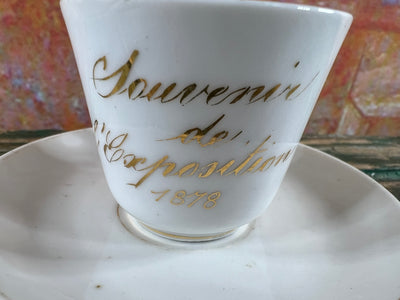 Souvenir
de
l'Exposition
1878